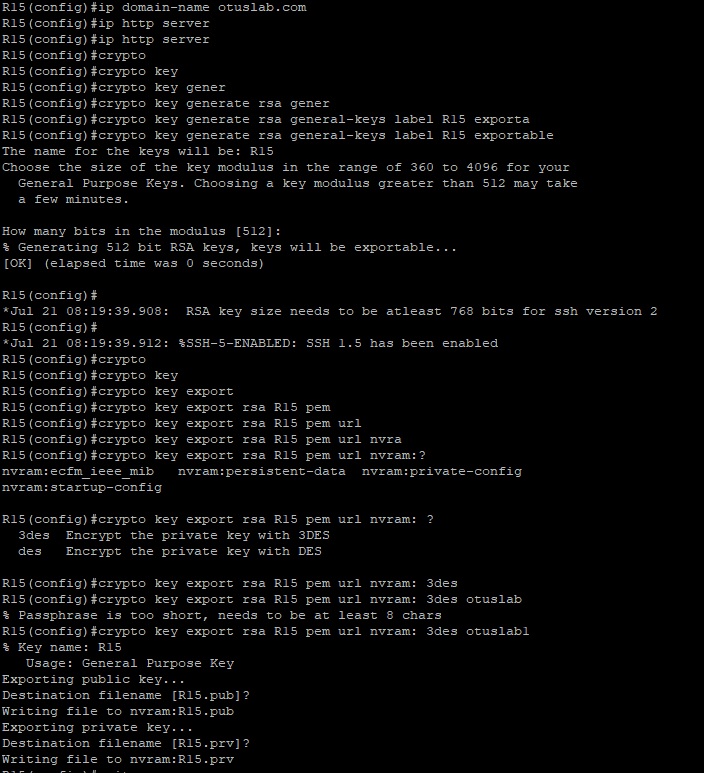 R15(config)#ip domain-name otuslab.com
R15(config)#ip http server
R15(config)#ip http server
R15(config)#crypto
R15(config)#crypto key
R15(config)#crypto key gener
R15(config)#crypto key generate rsa gener
R15(config)#crypto key generate rsa general-keys label R15 exporta
R15(config)#crypto key generate rsa general-keys label R15 exportable
The name for the keys will be: R15
Choose the size of the key modulus in the range of 360 to 4096 for your
  General Purpose Keys. Choosing a key modulus greater than 512 may take
  a few minutes.

How many bits in the modulus [512]:
% Generating 512 bit RSA keys, keys will be exportable...
[OK] (elapsed time was 0 seconds)

R15(config)#
*Jul 21 08:19:39.908:  RSA key size needs to be atleast 768 bits for ssh version 2
R15(config)#
*Jul 21 08:19:39.912: %SSH-5-ENABLED: SSH 1.5 has been enabled
R15(config)#crypto
R15(config)#crypto key
R15(config)#crypto key export
R15(config)#crypto key export rsa R15 pem
R15(config)#crypto key export rsa R15 pem url
R15(config)#crypto key export rsa R15 pem url nvra
R15(config)#crypto key export rsa R15 pem url nvram:?
nvram:ecfm_ieee_mib   nvram:persistent-data  nvram:private-config
nvram:startup-config

R15(config)#crypto key export rsa R15 pem url nvram: ?
  3des  Encrypt the private key with 3DES
  des   Encrypt the private key with DES

R15(config)#crypto key export rsa R15 pem url nvram: 3des
R15(config)#crypto key export rsa R15 pem url nvram: 3des otuslab
% Passphrase is too short, needs to be at least 8 chars
R15(config)#crypto key export rsa R15 pem url nvram: 3des otuslab1
% Key name: R15
   Usage: General Purpose Key
Exporting public key...
Destination filename [R15.pub]?
Writing file to nvram:R15.pub
Exporting private key...
Destination filename [R15.prv]?
Writing file to nvram:R15.prv